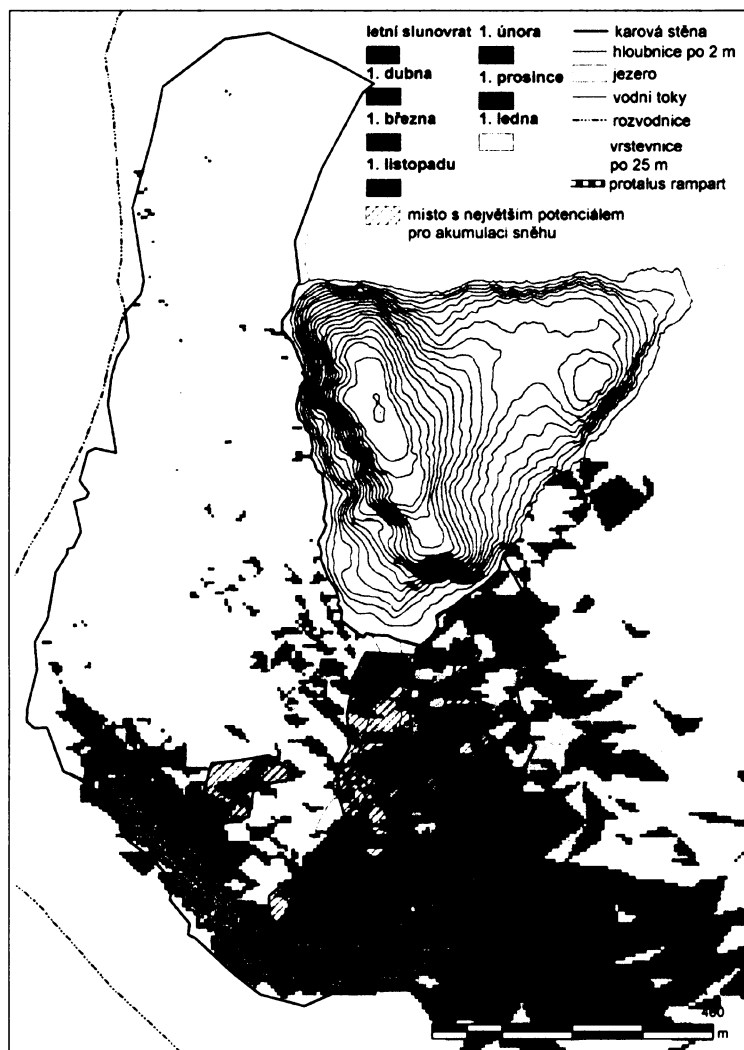 letní slunovrat
1. dubna
1. března
1. listopadu
1. února
1. prosince
1. ledna
místo s největším potenciálem
pro akumulaci sněhu
karová stěna
hloubnice po 2 m
jezero
vodní toky
rozvodnice
vrstevnice
po 25 m
protalus rampart
m